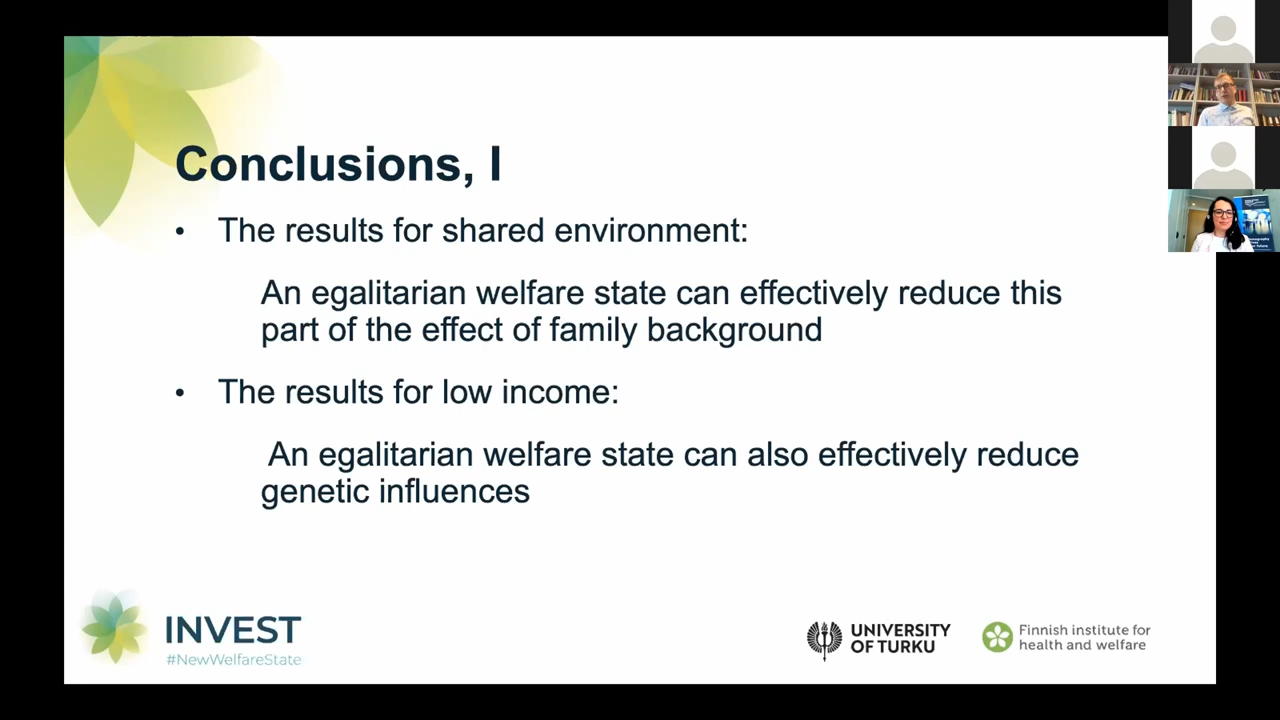 Conclusions, I
• The results for shared environment:
An egalitarian welfare state can effectively reduce this
part of the effect of family background
• The results for low income:
An egalitarian welfare state can also effectively reduce
genetic influences
INVEST
#NewWelfareState
UNIVERSITY
OF TURKU
Finnish institute for
health and welfare